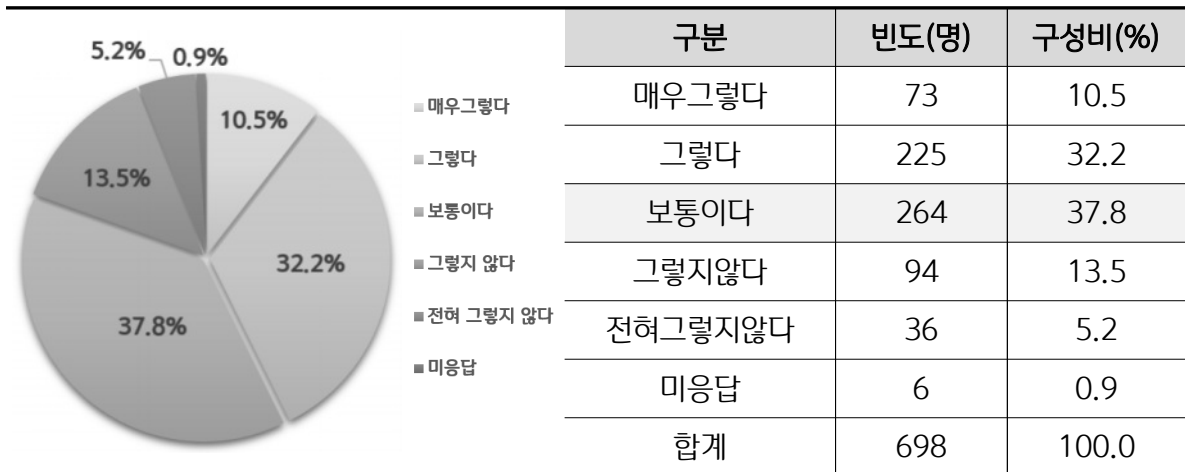 5.2%
0.9%
10.5%
13.5%
32.2%
37.8%
매우그렇다
그렇다
보통이다
그렇지 않다
전혀 그렇지 않다
미응답
구분 빈도(명) 구성비(%)
매우그렇다 73 10.5
그렇다 225 32.2
보통이다 264 37.8
그렇지않다 94 13.5
전혀그렇지않다 36 5.2
미응답 6 0.9
합계 698 100.0